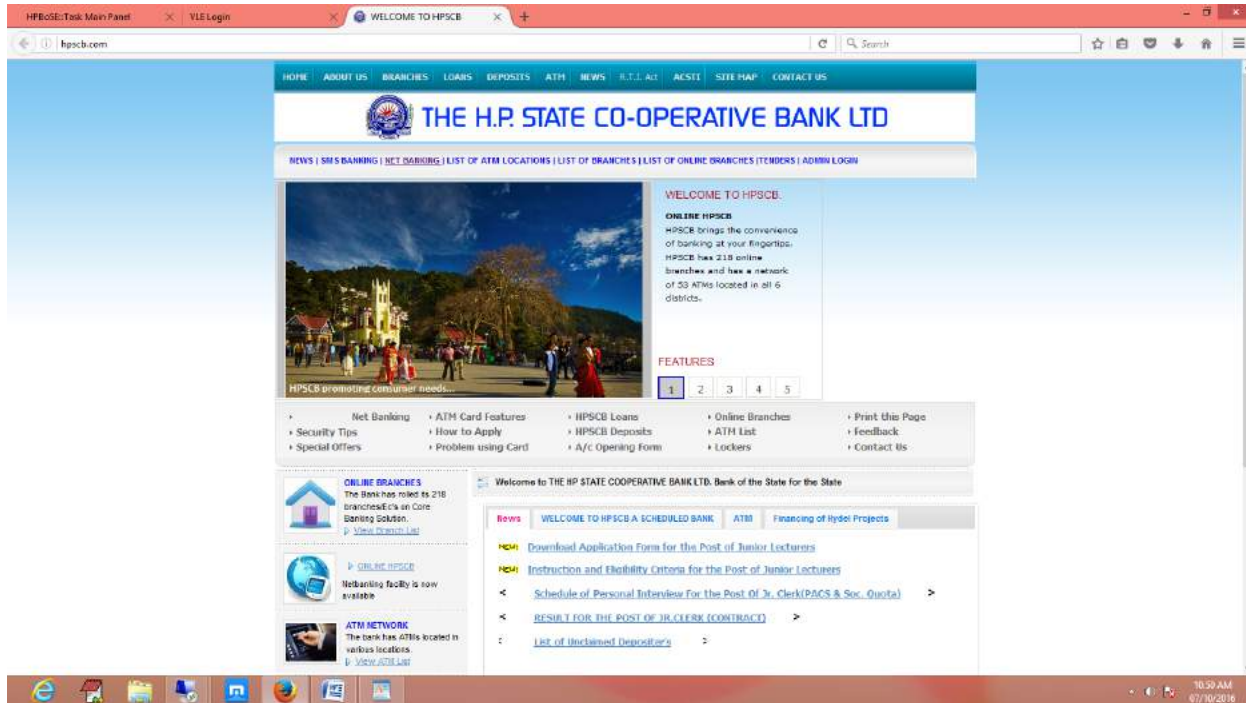 HPBoSE::Task Main Panel
VLE Login
WELCOME TO HPSCB
hpscb.com
Search
HOME ABOUT US BRANCHES LOANS DEPOSITS ATM NEWS R.T.I. Act ACSTI SITE MAP CONTACT US
THE H.P. STATE CO-OPERATIVE BANK LTD
NEWS | SMS BANKING | NET BANKING | LIST OF ATM LOCATIONS | LIST OF BRANCHES | LIST OF ONLINE BRANCHES |TENDERS | ADMIN LOGIN
HPSCB promoting consumer needs...
WELCOME TO HPSCB.
ONLINE HPSCB
HPSCB brings the convenience
of banking at your fingertips.
HPSCB has 218 online
branches and has a network
of 53 ATMs located in all 6
districts.
FEATURES
1 2 3 4 5
Net Banking ATM Card Features HPSCB Loans Online Branches Print this Page
Security Tips How to Apply HPSCB Deposits ATM List Feedback
Special Offers Problem using Card A/c Opening Form Lockers Contact Us
ONLINE BRANCHES
The Bank has rolled its 218
branches/Ec's on Core
Banking Solution.
View Branch List
ONLINE HPSCB
Netbanking facility is now
available
ATM NETWORK
The bank has ATMs located in
various locations.
View ATM List
Welcome to THE HP STATE COOPERATIVE BANK LTD. Bank of the State for the State
News WELCOME TO HPSCB A SCHEDULED BANK ATM Financing of Hydel Projects
NEW! Download Application Form for the Post of Junior Lecturers
NEW! Instruction and Eligibility Criteria for the Post of Junior Lecturers
< Schedule of Personal Interview For the Post Of Jr. Clerk(PACS & Soc. Quota) >
< RESULT FOR THE POST OF JR.CLERK (CONTRACT) >
List of Unclaimed Depositer's
10:50 AM
07/10/2016